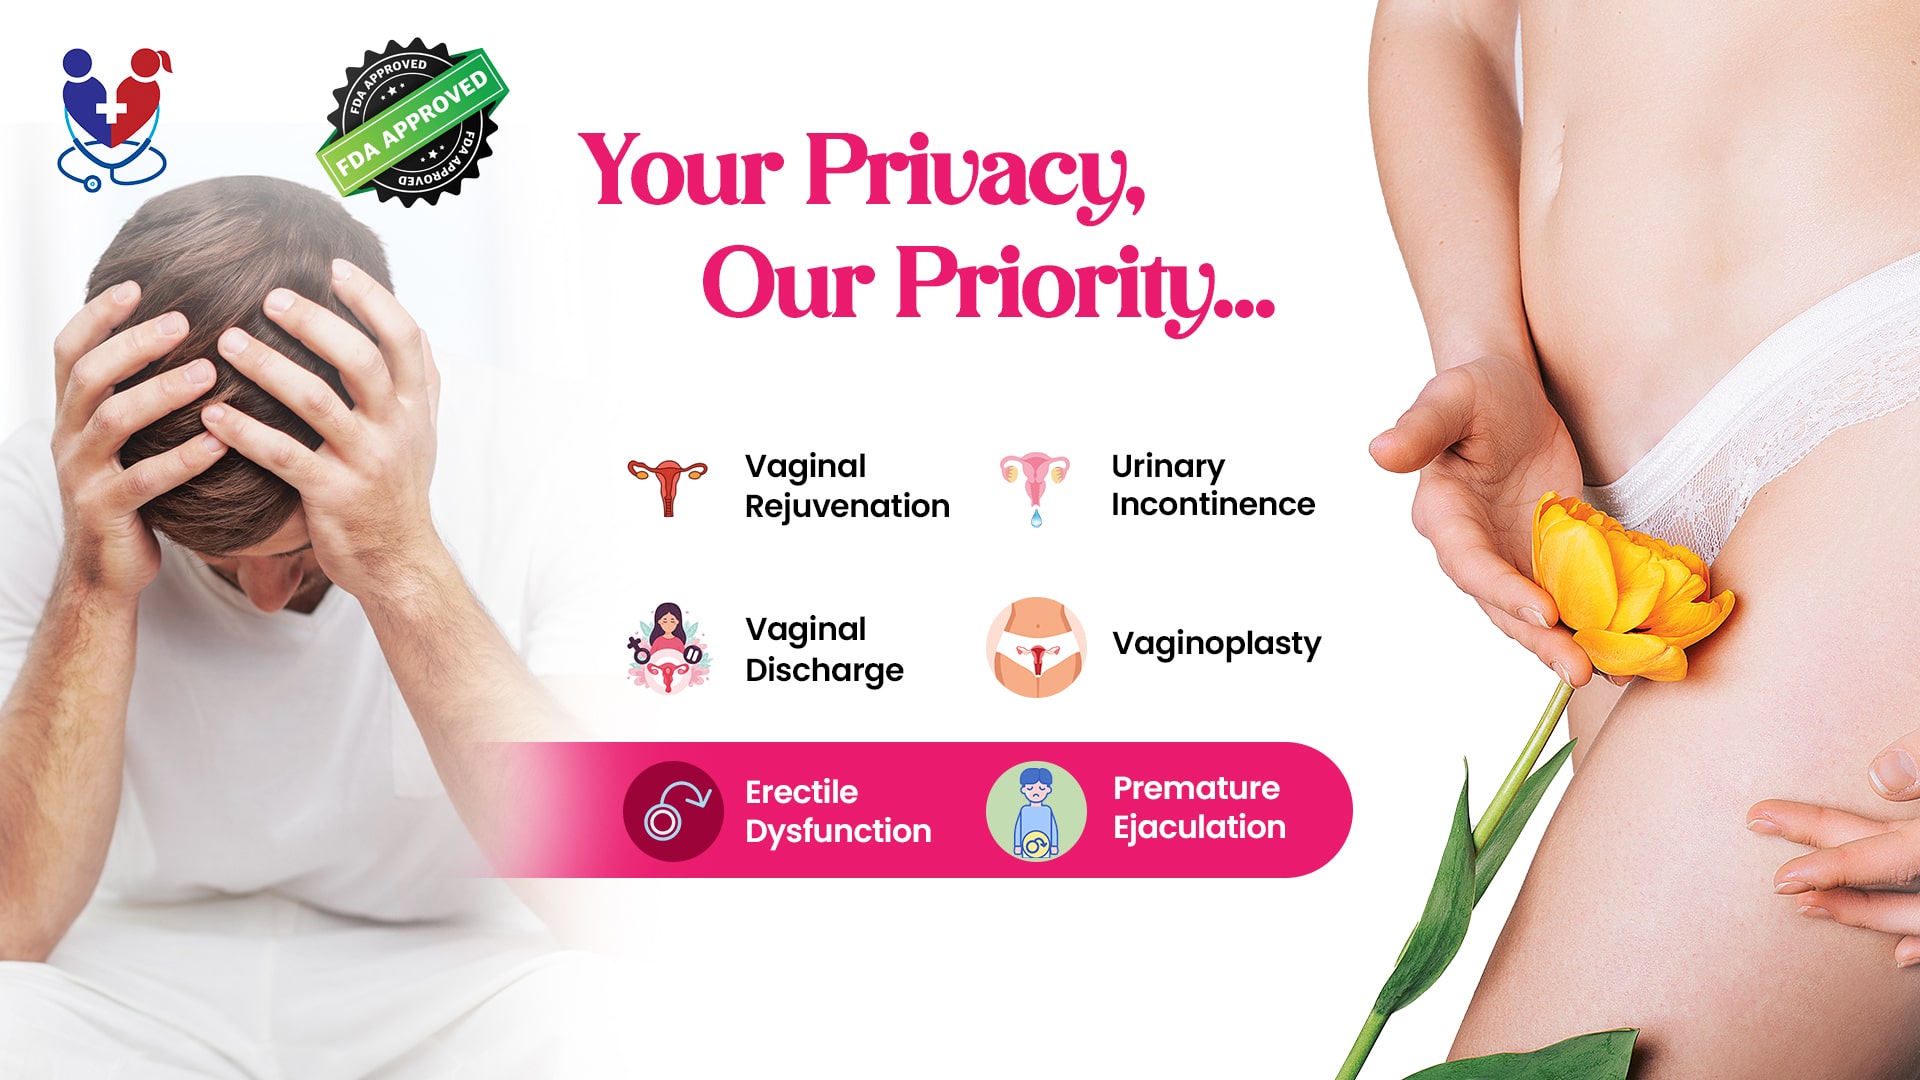 FDA APPROVED
FDA APPROVED
FDA APPROVED
Your Privacy,
Our Priority...
Vaginal
Rejuvenation
Urinary
Incontinence
Vaginal
Discharge
Vaginoplasty
Erectile
Dysfunction
Premature
Ejaculation